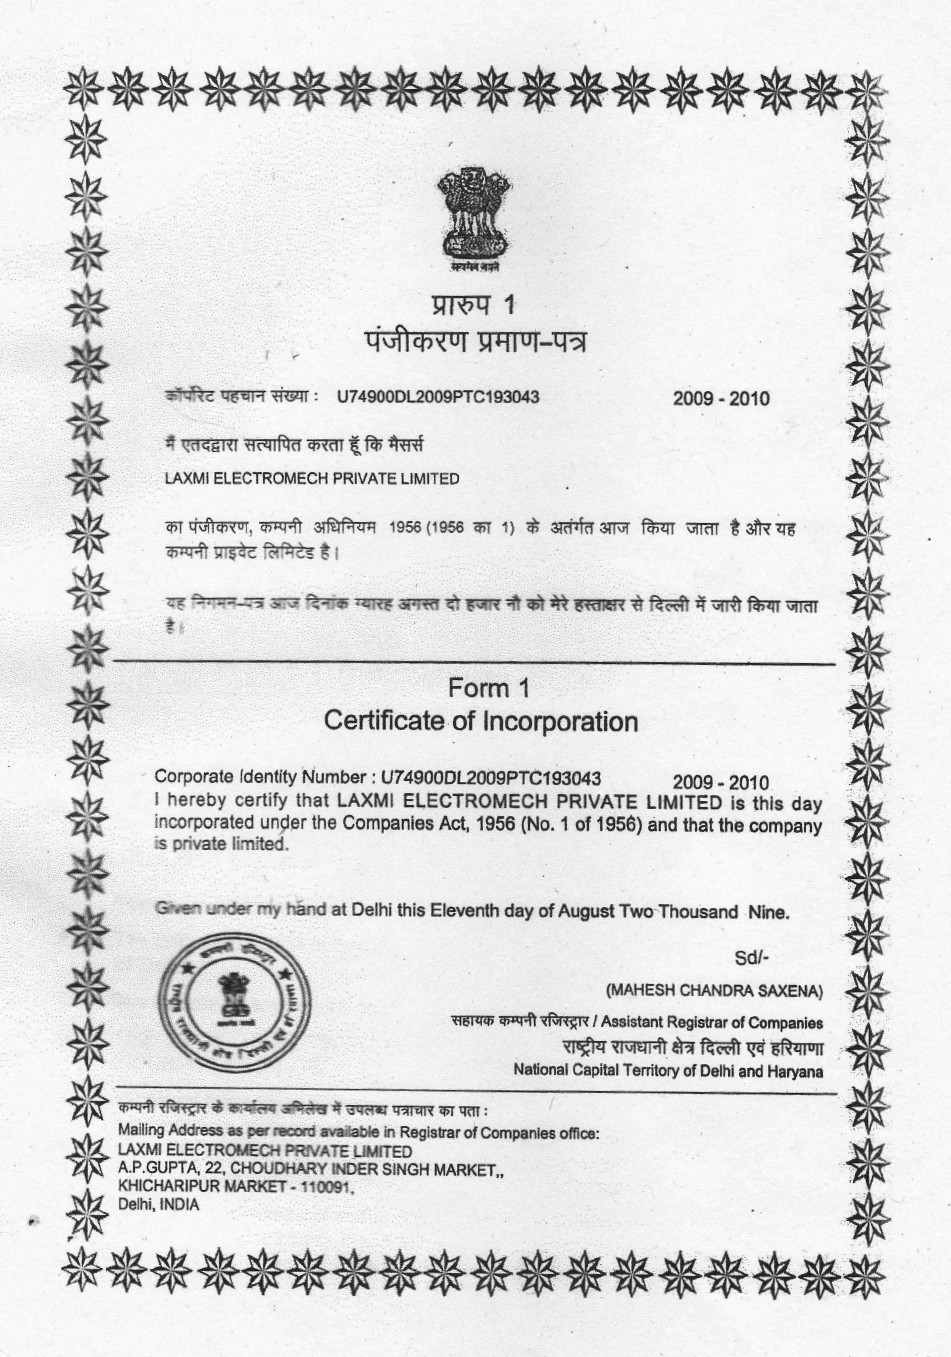 सत्यमेव जयते
प्रारुप 1
पंजीकरण प्रमाण-पत्र
कॉर्पोरेट पहचान संख्या : U74900DL2009PTC193043 2009 - 2010
मैं एतदद्वारा सत्यापित करता हूँ कि मैसर्स
LAXMI ELECTROMECH PRIVATE LIMITED
का पंजीकरण, कम्पनी अधिनियम 1956 (1956 का 1) के अतंर्गत आज किया जाता है और यह
कम्पनी प्राइवेट लिमिटेड है।
यह निगमन-पत्र आज दिनांक ग्यारह अगस्त दो हजार नौ को मेरे हस्ताक्षर से दिल्ली में जारी किया जाता
है।
Form 1
Certificate of Incorporation
Corporate Identity Number : U74900DL2009PTC193043 2009 - 2010
I hereby certify that LAXMI ELECTROMECH PRIVATE LIMITED is this day
incorporated under the Companies Act, 1956 (No. 1 of 1956) and that the company
is private limited.
Given under my hand at Delhi this Eleventh day of August Two Thousand Nine.
Sd/-
(MAHESH CHANDRA SAXENA)
सहायक कम्पनी रजिस्ट्रार / Assistant Registrar of Companies
राष्ट्रीय राजधानी क्षेत्र दिल्ली एवं हरियाणा
National Capital Territory of Delhi and Haryana
कम्पनी रजिस्ट्रार
कम्पनी रजिस्ट्रार के कार्यालय अभिलेख में उपलब्ध पत्राचार का पता :
Mailing Address as per record available in Registrar of Companies office:
LAXMI ELECTROMECH PRIVATE LIMITED
A.P.GUPTA, 22, CHOUDHARY INDER SINGH MARKET,,
KHICHARIPUR MARKET - 110091,
Delhi, INDIA